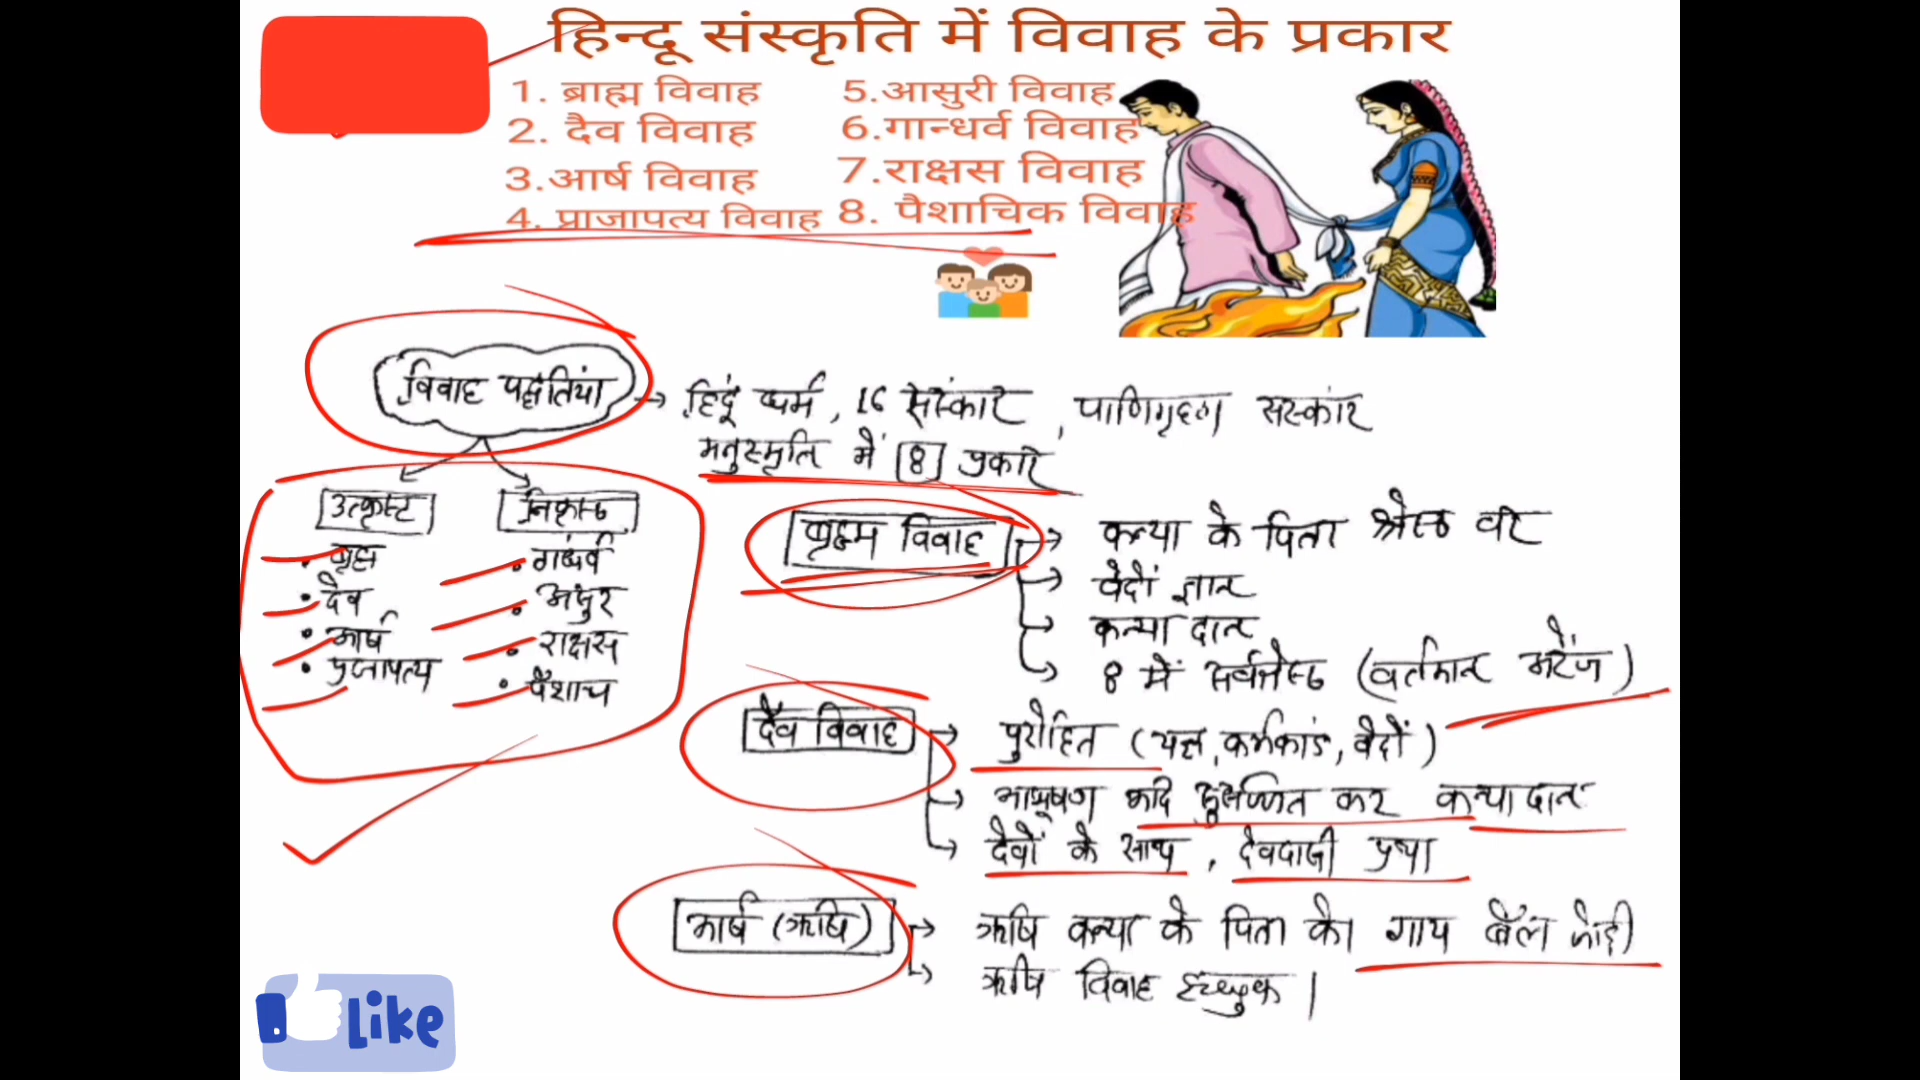 हिन्दू संस्कृति में विवाह के प्रकार
1. ब्राह्म विवाह
2. दैव विवाह
3.आर्ष विवाह
4. प्राजापत्य विवाह
5.आसुरी विवाह
6.गान्धर्व विवाह
7.राक्षस विवाह
8. पैशाचिक विवाह
विवाह पद्धतियां
हिंदू धर्म, 16 संस्कार, पाणिगृहण संस्कार
मनुस्मृति में 8 प्रकार
उत्कृस्ट
ब्रह्म
दैव
आर्ष
प्रजापत्य
निकृस्ठ
गंधर्व
असुर
राक्षस
पैशाच
ब्रह्म विवाह
कन्या के पिता श्रेस्ठ वर
वेदों ज्ञान
कन्या दान
8 में सर्वश्रेस्ठ (वर्तमान मैरेज)
दैव विवाह
पुरोहित (यज्ञ, कर्मकांड, वेदों)
आभूषण आदि सुसज्जित कर कन्यादान
देवों के साथ, देवदासी प्रथा
आर्ष (ऋषि)
ऋषि कन्या के पिता को गाय बैल जोड़ी
ऋषि विवाह इच्छुक।
Like